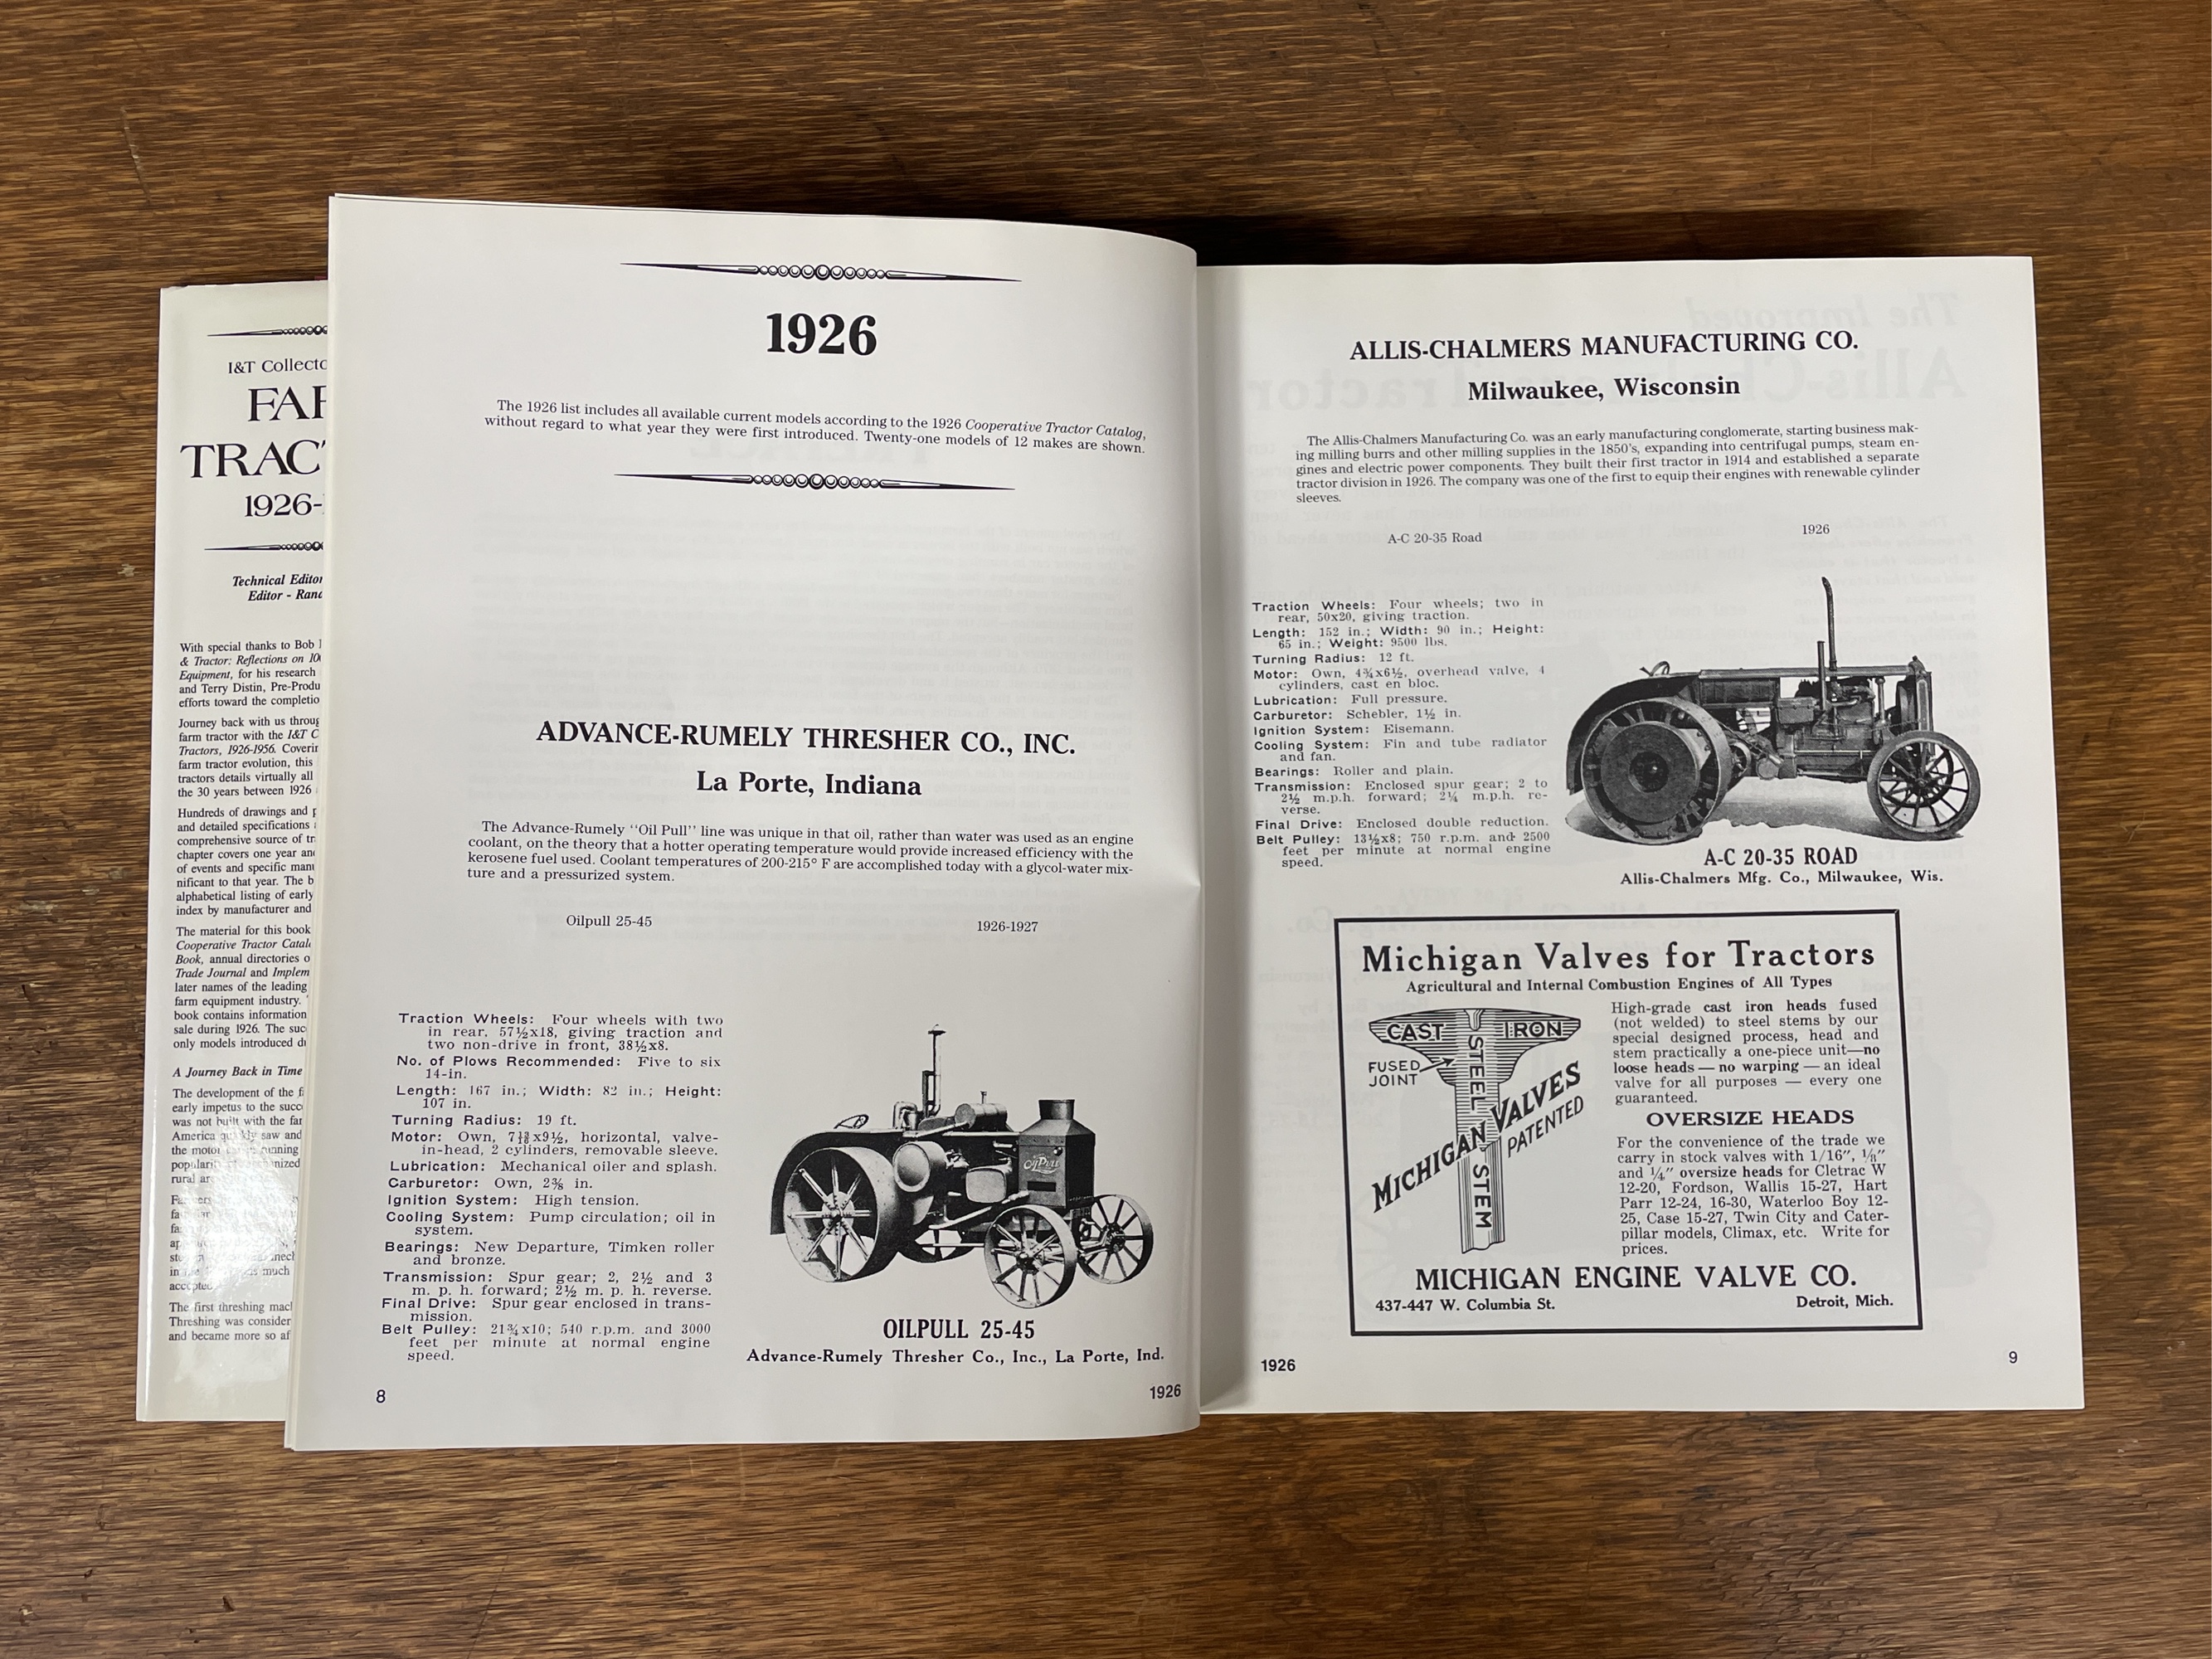 I&T Collecto
FAR
TRACT
1926-
Technical Editor
Editor - Rand
With special thanks to Bob
& Tractor: Reflections on 10
Equipment, for his research
and Terry Distin, Pre-Produ
efforts toward the completio
Journey back with us throug
farm tractor with the I&T C
Tractors, 1926-1956. Coverin
farm tractor evolution, this
tractors details virtually all
the 30 years between 1926
Hundreds of drawings and p
and detailed specifications
comprehensive source of tr
chapter covers one year and
of events and specific man
nificant to that year. The b
alphabetical listing of early
index by manufacturer and
The material for this book
Cooperative Tractor Catal
Book, annual directories o
Trade Journal and Implem
later names of the leading
farm equipment industry.
book contains information
sale during 1926. The suc
only models introduced d
A Journey Back in Time
The development of the fi
early impetus to the succ
was not built with the far
America quickly saw and
the motor running
rural
accepted
The first threshing mach
Threshing was consider
and became more so af
1926
The 1926 list includes all available current models according to the 1926 Cooperative Tractor Catalog,
without regard to what year they were first introduced. Twenty-one models of 12 makes are shown.
ADVANCE-RUMELY THRESHER CO., INC.
La Porte, Indiana
The Advance-Rumely "Oil Pull" line was unique in that oil, rather than water was used as an engine
coolant, on the theory that a hotter operating temperature would provide increased efficiency with the
kerosene fuel used. Coolant temperatures of 200-215° F are accomplished today with a glycol-water mix-
ture and a pressurized system.
Oilpull 25-45 1926-1927
Traction Wheels: Four wheels with two
in rear, 57½x18, giving traction and
two non-drive in front, 38½x8.
No. of Plows Recommended: Five to six
14-in.
Length: 167 in.; Width: 82 in.; Height:
107 in.
Turning Radius: 19 ft.
Motor: Own, 7 13/16x9½, horizontal, valve-
in-head, 2 cylinders, removable sleeve.
Lubrication: Mechanical oiler and splash.
Carburetor: Own, 2⅜ in.
Ignition System: High tension.
Cooling System: Pump circulation; oil in
system.
Bearings: New Departure, Timken roller
and bronze.
Transmission: Spur gear; 2, 2½ and 3
m. p. h. forward; 2½ m. p. h. reverse.
Final Drive: Spur gear enclosed in trans-
mission.
Belt Pulley: 21¾x10; 540 r.p.m. and 3000
feet per minute at normal engine
speed.
OILPULL
OILPULL 25-45
Advance-Rumely Thresher Co., Inc., La Porte, Ind.
8 1926
ALLIS-CHALMERS MANUFACTURING CO.
Milwaukee, Wisconsin
The Allis-Chalmers Manufacturing Co. was an early manufacturing conglomerate, starting business mak-
ing milling burrs and other milling supplies in the 1850's, expanding into centrifugal pumps, steam en-
gines and electric power components. They built their first tractor in 1914 and established a separate
tractor division in 1926. The company was one of the first to equip their engines with renewable cylinder
sleeves.
A-C 20-35 Road 1926
Traction Wheels: Four wheels; two in
rear, 50x20, giving traction.
Length: 152 in.; Width: 90 in.; Height:
65 in.; Weight: 9500 lbs.
Turning Radius: 12 ft.
Motor: Own, 4¾x6½, overhead valve, 4
cylinders, cast en bloc.
Lubrication: Full pressure.
Carburetor: Schebler, 1½ in.
Ignition System: Eisemann.
Cooling System: Fin and tube radiator
and fan.
Bearings: Roller and plain.
Transmission: Enclosed spur gear; 2 to
2½ m.p.h. forward; 2¼ m.p.h. re-
verse.
Final Drive: Enclosed double reduction.
Belt Pulley: 13½x8; 750 r.p.m. and 2500
feet per minute at normal engine
speed.
A-C 20-35 ROAD
Allis-Chalmers Mfg. Co., Milwaukee, Wis.
Michigan Valves for Tractors
Agricultural and Internal Combustion Engines of All Types
CAST IRON
FUSED
JOINT
STEEL STEM
MICHIGAN VALVES
PATENTED
High-grade cast iron heads fused
(not welded) to steel stems by our
special designed process, head and
stem practically a one-piece unit—no
loose heads — no warping — an ideal
valve for all purposes — every one
guaranteed.
OVERSIZE HEADS
For the convenience of the trade we
carry in stock valves with 1/16", ⅛"
and ¼" oversize heads for Cletrac W
12-20, Fordson, Wallis 15-27, Hart
Parr 12-24, 16-30, Waterloo Boy 12-
25, Case 15-27, Twin City and Cater-
pillar models, Climax, etc. Write for
prices.
MICHIGAN ENGINE VALVE CO.
437-447 W. Columbia St. Detroit, Mich.
1926 9